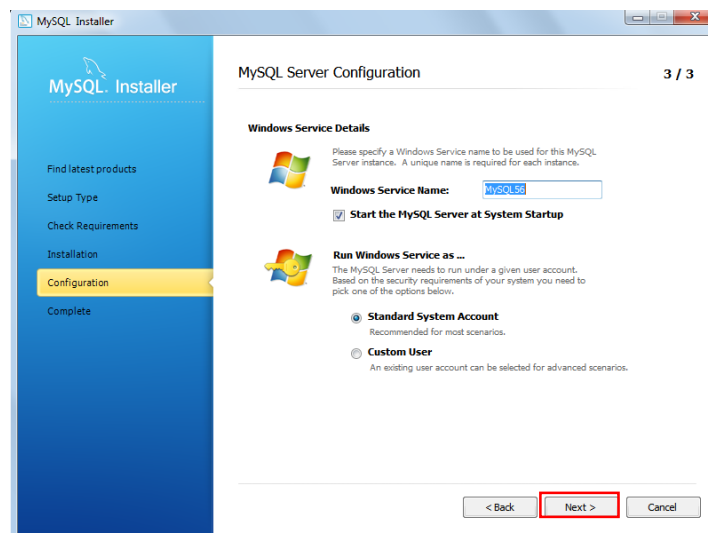 MySQL Installer
MySQL. Installer
MySQL Server Configuration
3 / 3
Find latest products
Setup Type
Check Requirements
Installation
Configuration
Complete
Windows Service Details
Please specify a Windows Service name to be used for this MySQL
Server instance. A unique name is required for each instance.
Windows Service Name:
MySQL56
Start the MySQL Server at System Startup
Run Windows Service as ...
The MySQL Server needs to run under a given user account.
Based on the security requirements of your system you need to
pick one of the options below.
Standard System Account
Recommended for most scenarios.
Custom User
An existing user account can be selected for advanced scenarios.
< Back
Next >
Cancel